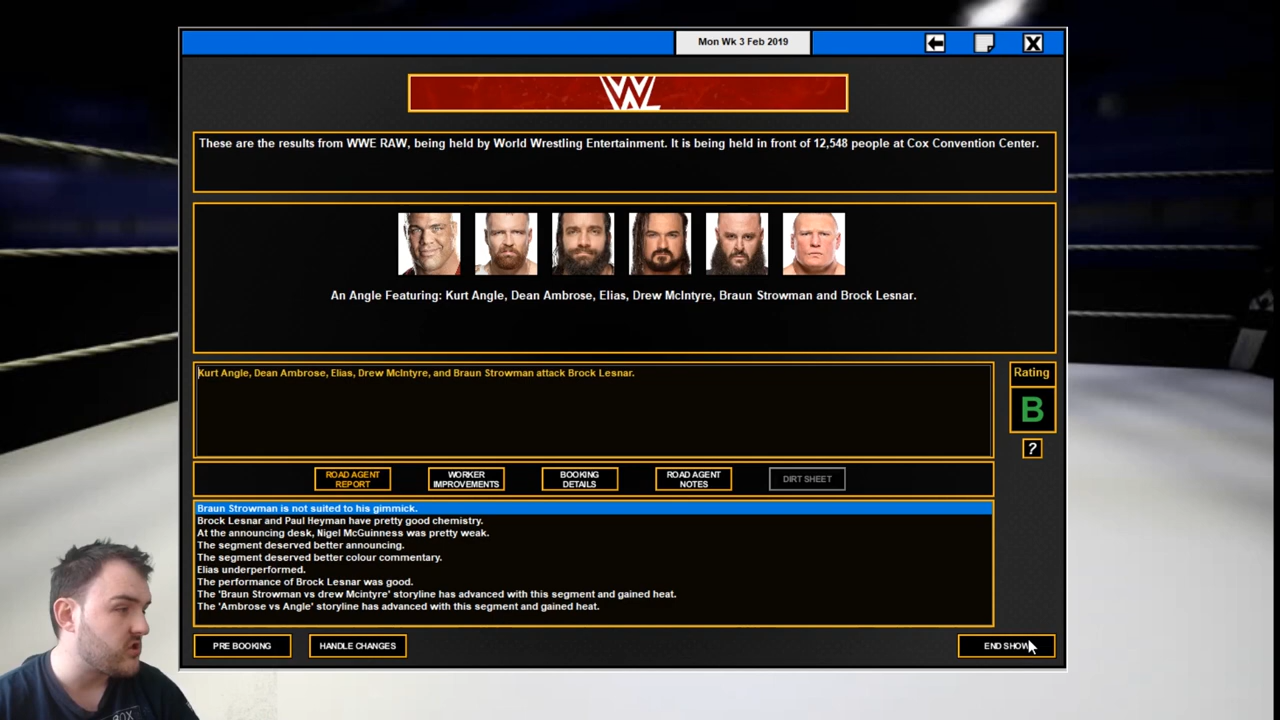 Mon Wk 3 Feb 2019
These are the results from WWE RAW, being held by World Wrestling Entertainment. It is being held in front of 12,548 people at Cox Convention Center.
An Angle Featuring: Kurt Angle, Dean Ambrose, Elias, Drew McIntyre, Braun Strowman and Brock Lesnar.
Kurt Angle, Dean Ambrose, Elias, Drew McIntyre, and Braun Strowman attack Brock Lesnar.
Rating
B
?
ROAD AGENT
REPORT
WORKER
IMPROVEMENTS
BOOKING
DETAILS
ROAD AGENT
NOTES
DIRT SHEET
Braun Strowman is not suited to his gimmick.
Brock Lesnar and Paul Heyman have pretty good chemistry.
At the announcing desk, Nigel McGuinness was pretty weak.
The segment deserved better announcing.
The segment deserved better colour commentary.
Elias underperformed.
The performance of Brock Lesnar was good.
The 'Braun Strowman vs drew Mcintyre' storyline has advanced with this segment and gained heat.
The 'Ambrose vs Angle' storyline has advanced with this segment and gained heat.
PRE BOOKING
HANDLE CHANGES
END SHOW